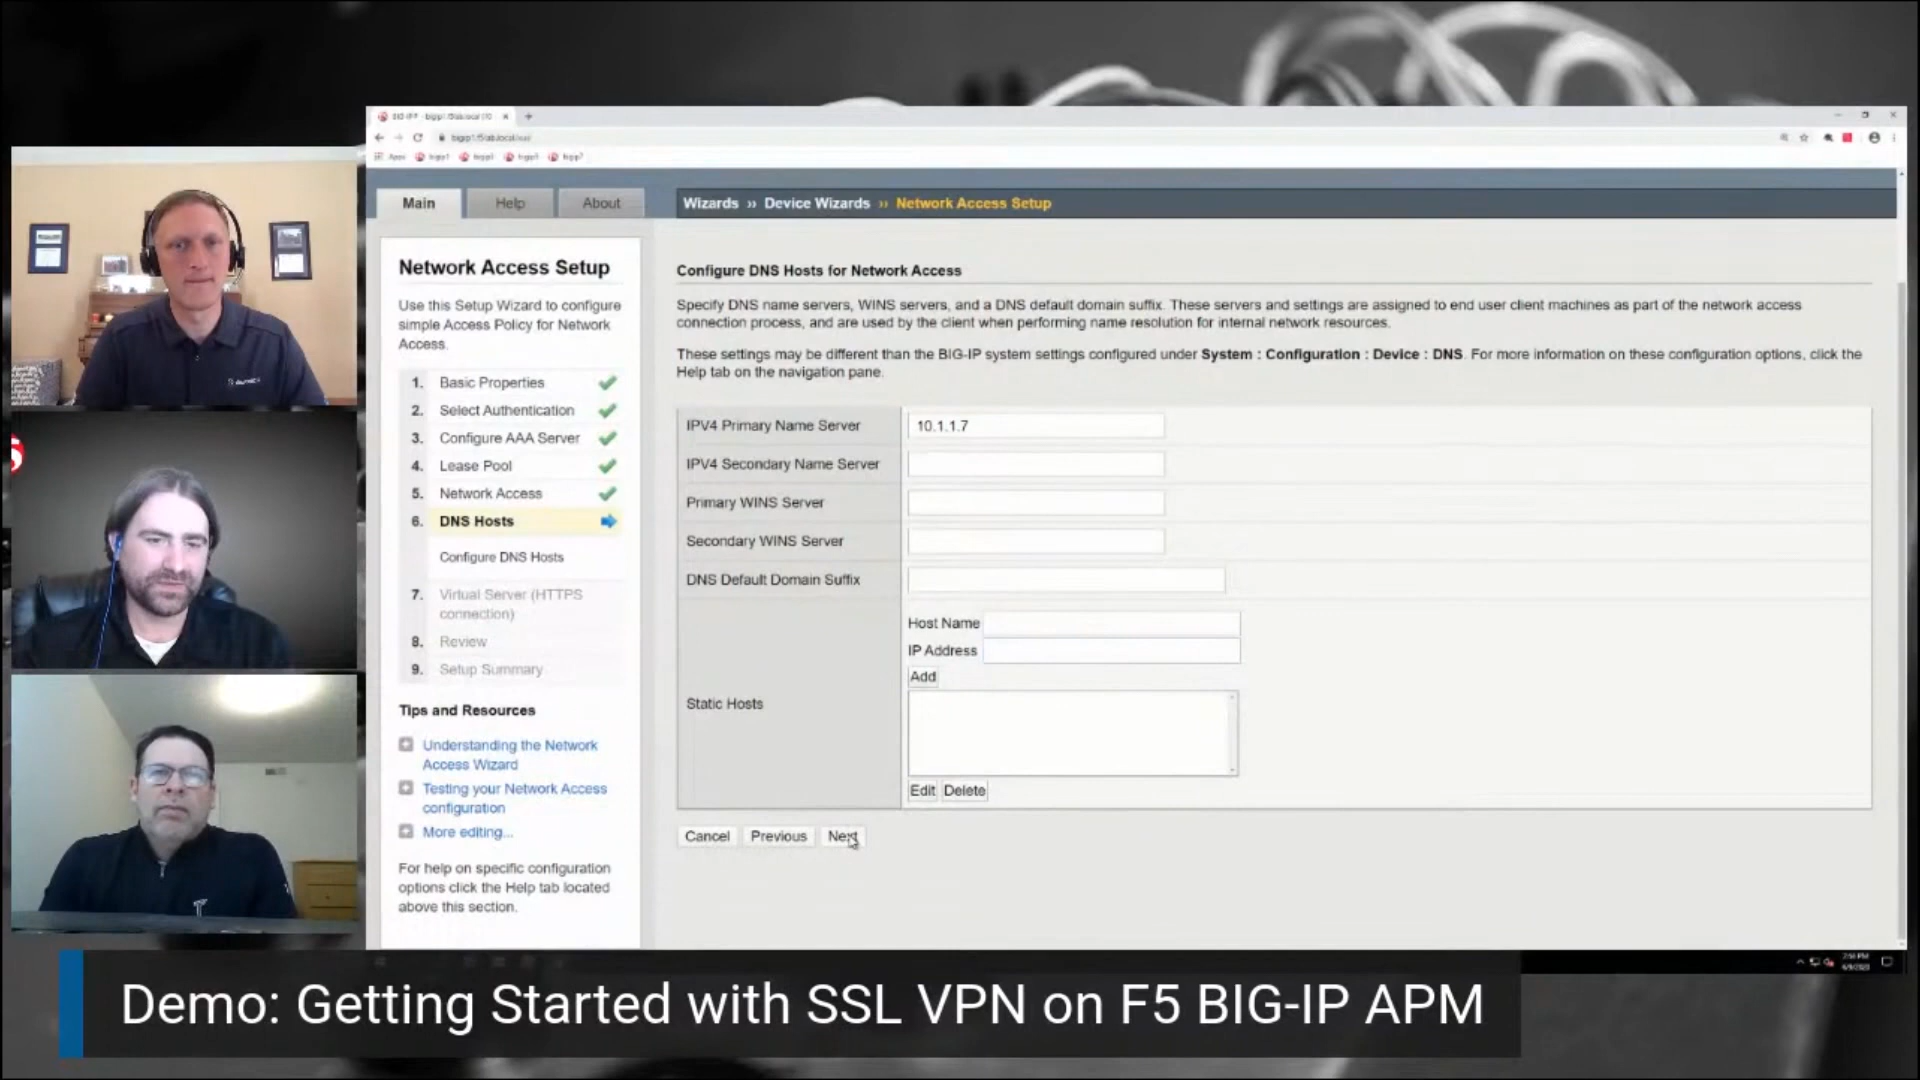 Main
Help
About
Wizards ›› Device Wizards ›› Network Access Setup
Network Access Setup
Use this Setup Wizard to configure
simple Access Policy for Network
Access.
1. Basic Properties
2. Select Authentication
3. Configure AAA Server
4. Lease Pool
5. Network Access
6. DNS Hosts
Configure DNS Hosts
7. Virtual Server (HTTPS
connection)
8. Review
9. Setup Summary
Tips and Resources
Understanding the Network
Access Wizard
Testing your Network Access
configuration
More editing...
For help on specific configuration
options click the Help tab located
above this section.
Configure DNS Hosts for Network Access
Specify DNS name servers, WINS servers, and a DNS default domain suffix. These servers and settings are assigned to end user client machines as part of the network access
connection process, and are used by the client when performing name resolution for internal network resources.
These settings may be different than the BIG-IP system settings configured under System : Configuration : Device : DNS. For more information on these configuration options, click the
Help tab on the navigation pane.
IPV4 Primary Name Server 10.1.1.7
IPV4 Secondary Name Server
Primary WINS Server
Secondary WINS Server
DNS Default Domain Suffix
Host Name
IP Address
Add
Static Hosts
Edit Delete
Cancel Previous Next
Demo: Getting Started with SSL VPN on F5 BIG-IP APM